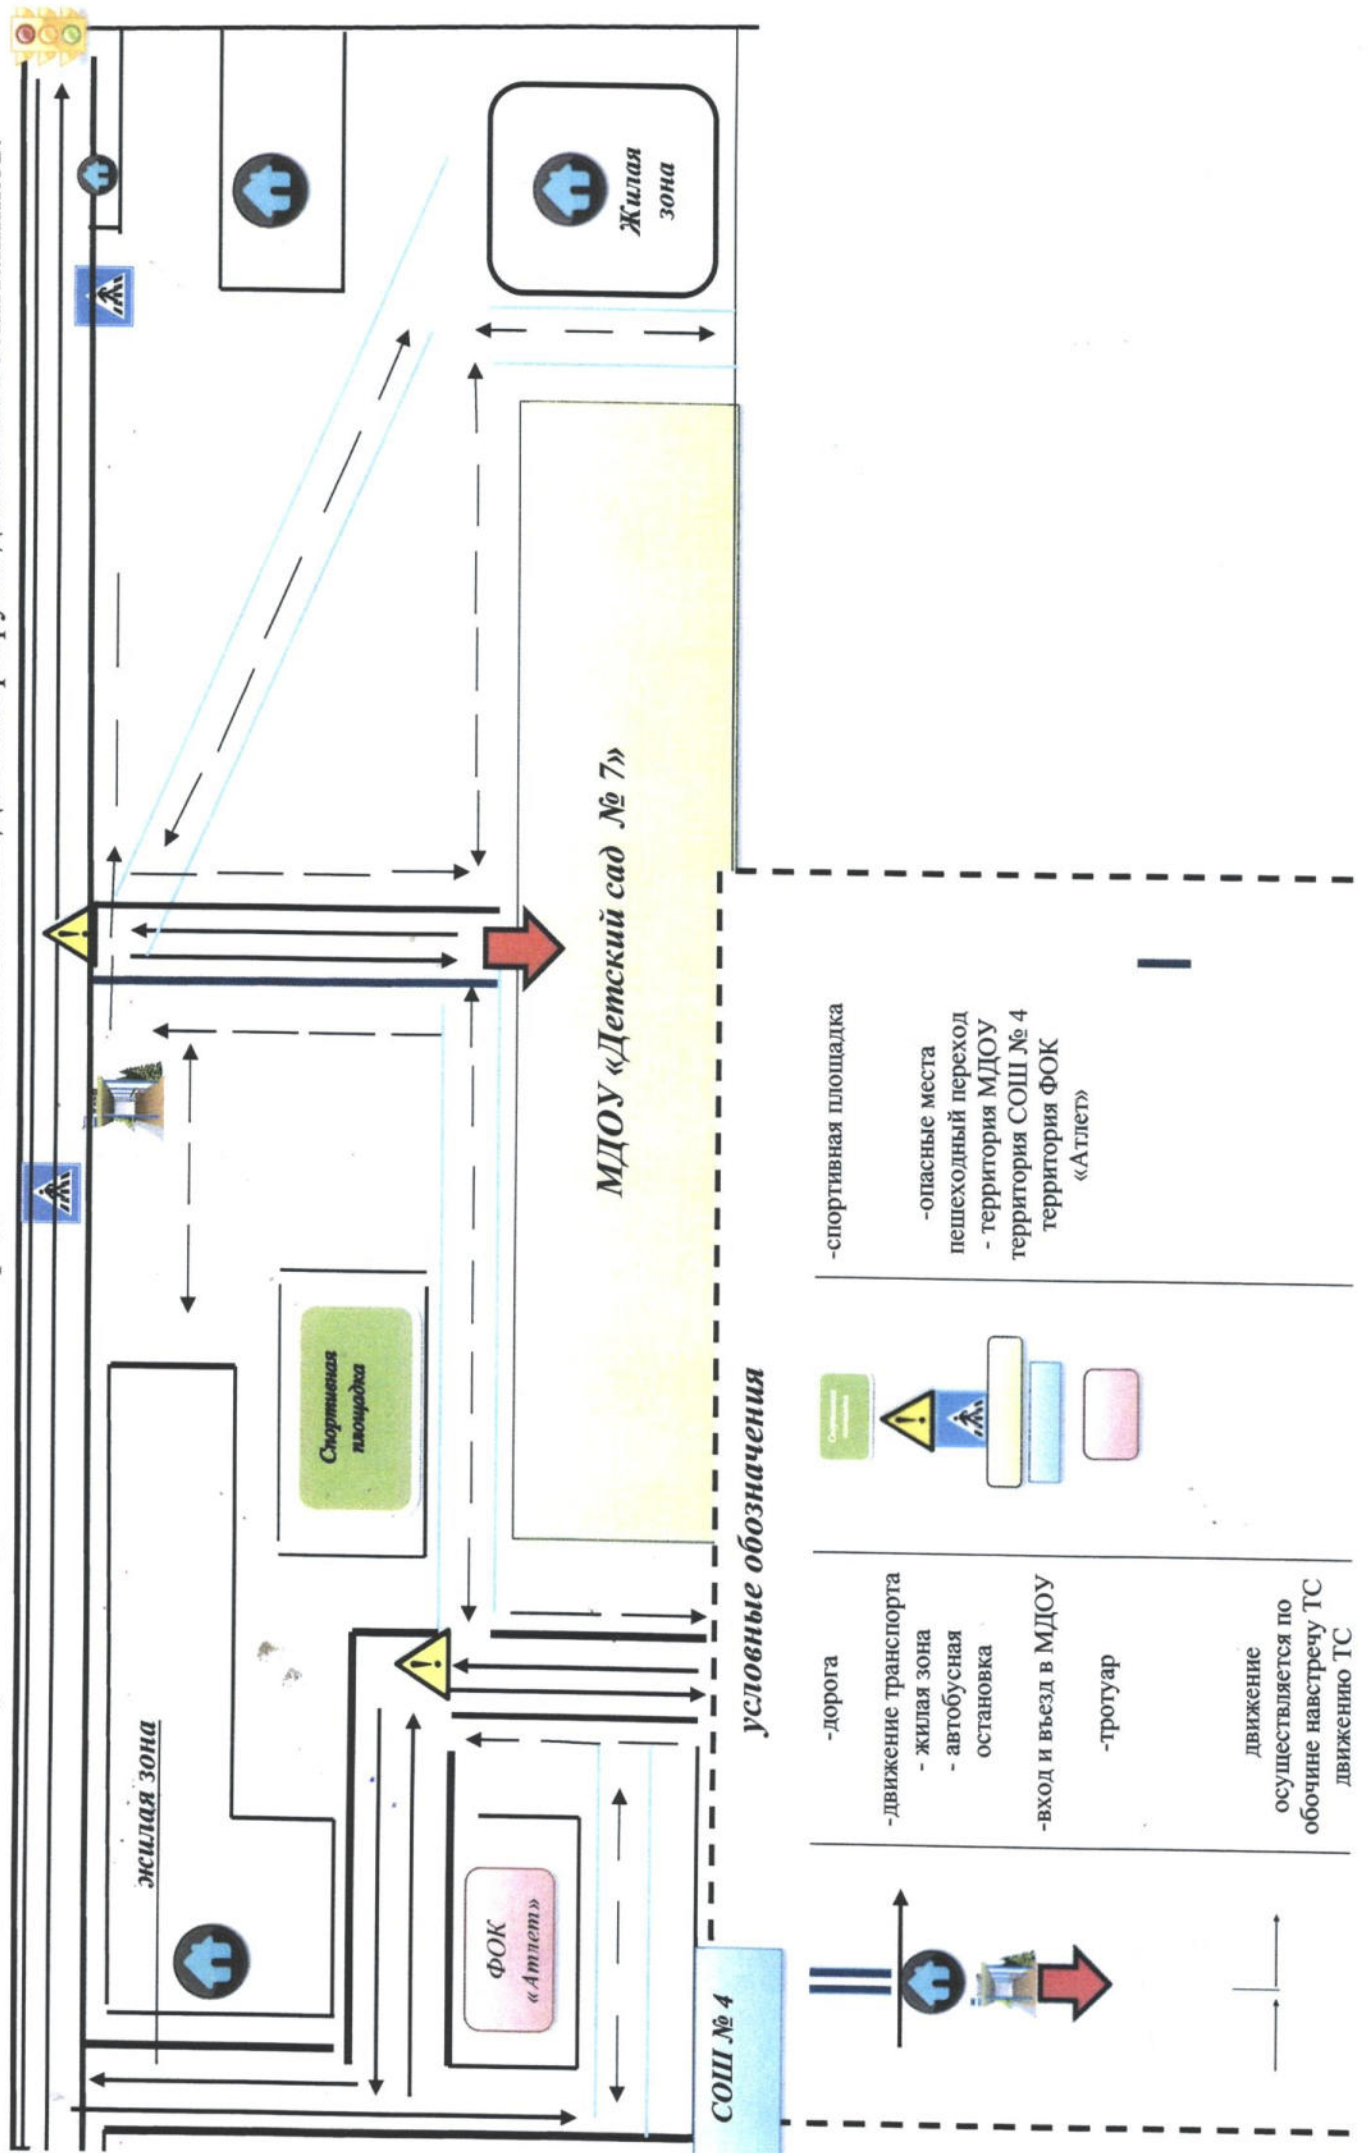 жилая зона
Спортивная
площадка
Жилая
зона
ФОК
«Атлет»
МДОУ «Детский сад № 7»
СОШ № 4
условные обозначения
-дорога
-движение транспорта
- жилая зона
- автобусная
остановка
-вход и въезд в МДОУ
-тротуар
движение
осуществляется по
обочине навстречу ТС
движению ТС
Спортивная
площадка
-спортивная площадка
-опасные места
пешеходный переход
- территория МДОУ
территория СОШ № 4
территория ФОК
«Атлет»